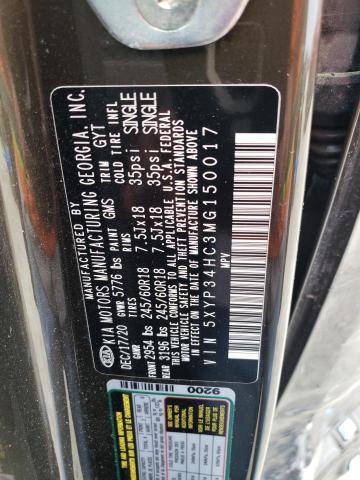 KIA KIA MOTORS MANUFACTURING GEORGIA, INC.
DEC/17/20 PAINT GMS TRIM GYT
GVWR 5776 lbs
GAWR TIRES RIMS COLD TIRE INFL
FRONT 2954 lbs 245/60R18 7.5Jx18 35psi SINGLE
REAR 3196 lbs 245/60R18 7.5Jx18 35psi SINGLE
THIS VEHICLE CONFORMS TO ALL APPLICABLE U.S.A. FEDERAL
MOTOR VEHICLE SAFETY AND THEFT PREVENTION STANDARDS
IN EFFECT ON THE DATE OF MANUFACTURE SHOWN ABOVE
VIN 5XYP34HC3MG150017
MPV
9200